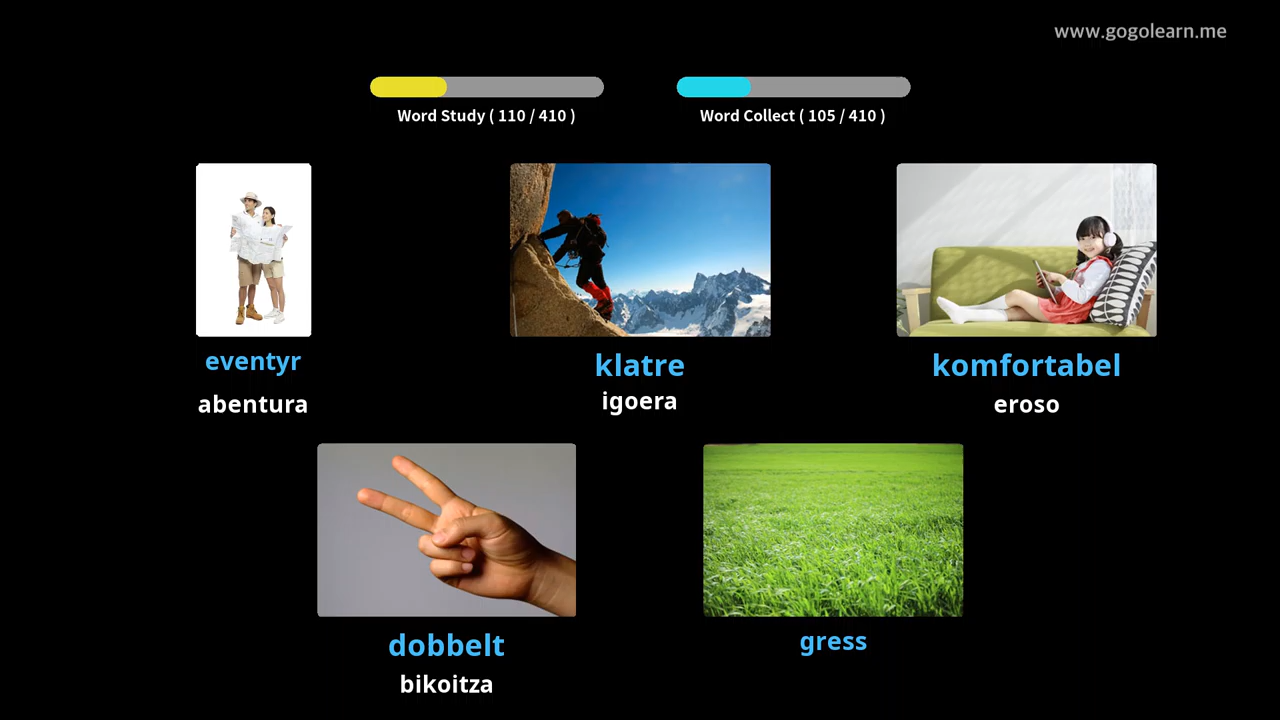 www.gogolearn.me
Word Study ( 110 / 410 )
Word Collect ( 105 / 410 )
eventyr
abentura
klatre
igoera
komfortabel
eroso
dobbelt
bikoitza
gress